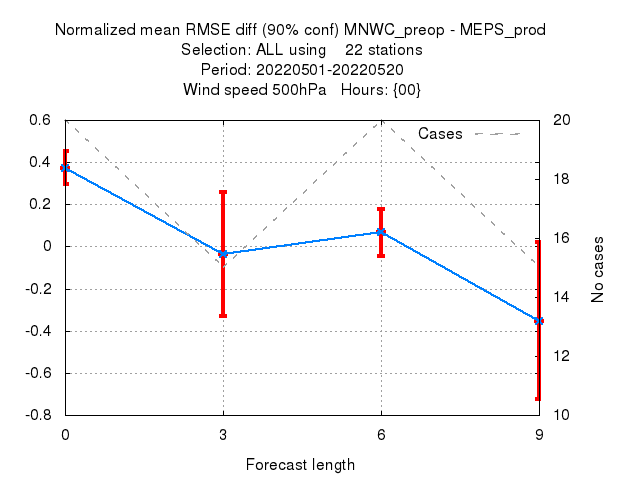 Normalized mean RMSE diff (90% conf) MNWC_preop - MEPS_prod
Selection: ALL using 22 stations
Period: 20220501-20220520
Wind speed 500hPa Hours: {00}
Cases
0.6
0.4
0.2
0
-0.2
-0.4
-0.6
-0.8
20
18
16
14
12
10
No cases
0 3 6 9
Forecast length